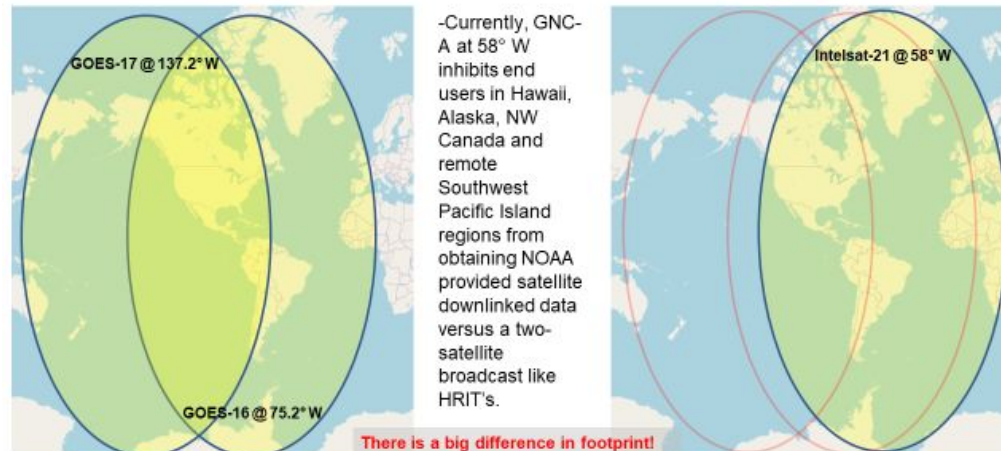 GOES-17 @ 137.2° W
GOES-16 @ 75.2° W
-Currently, GNC-
A at 58° W
inhibits end
users in Hawaii,
Alaska, NW
Canada and
remote
Southwest
Pacific Island
regions from
obtaining NOAA
provided satellite
downlinked data
versus a two-
satellite
broadcast like
HRIT's.
Intelsat-21 @ 58° W
There is a big difference in footprint!